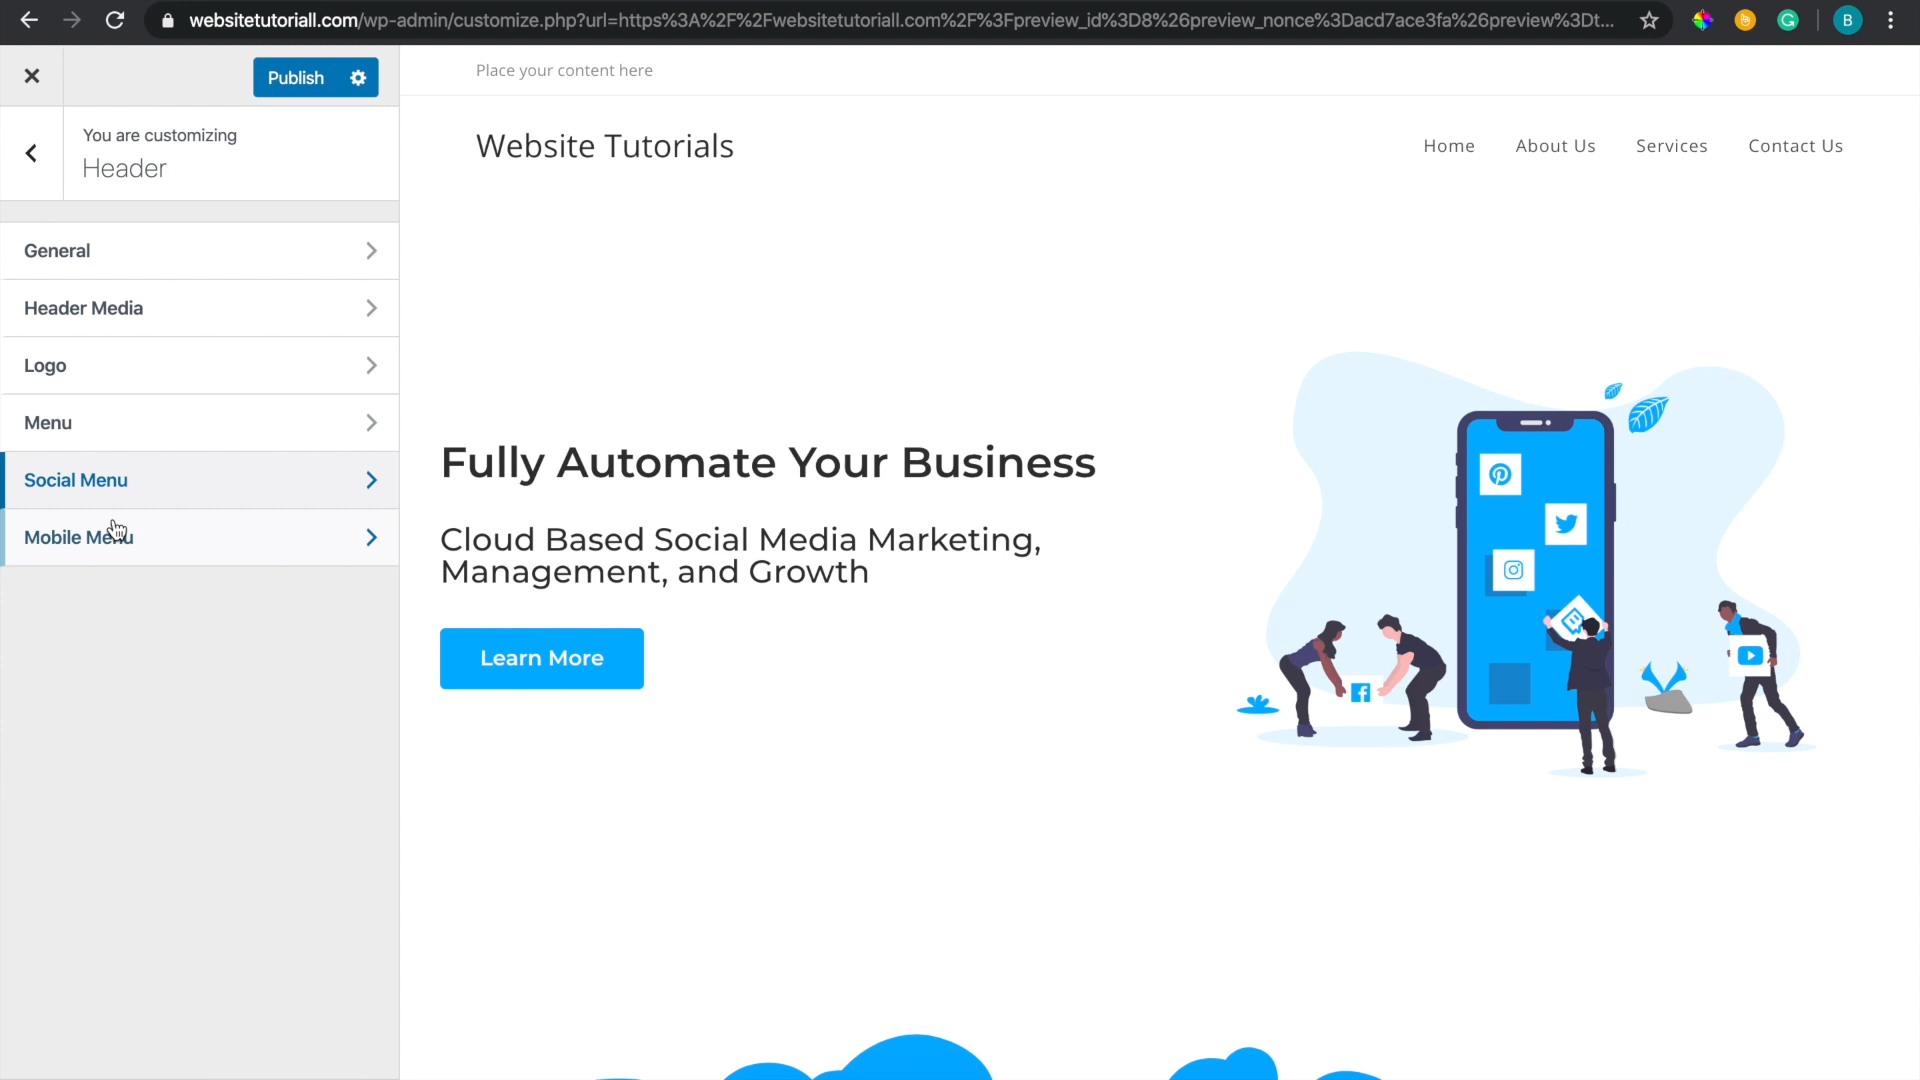 websitetutoriall.com/wp-admin/customize.php?url=https%3A%2F%2Fwebsitetutoriall.com%2F%3Fpreview_id%3D8%26preview_nonce%3Dacd7ace3fa%26preview%3Dt...
B
Publish
You are customizing
Header
General
Header Media
Logo
Menu
Social Menu
Mobile Menu
Place your content here
Website Tutorials
Home
About Us
Services
Contact Us
Fully Automate Your Business
Cloud Based Social Media Marketing,
Management, and Growth
Learn More